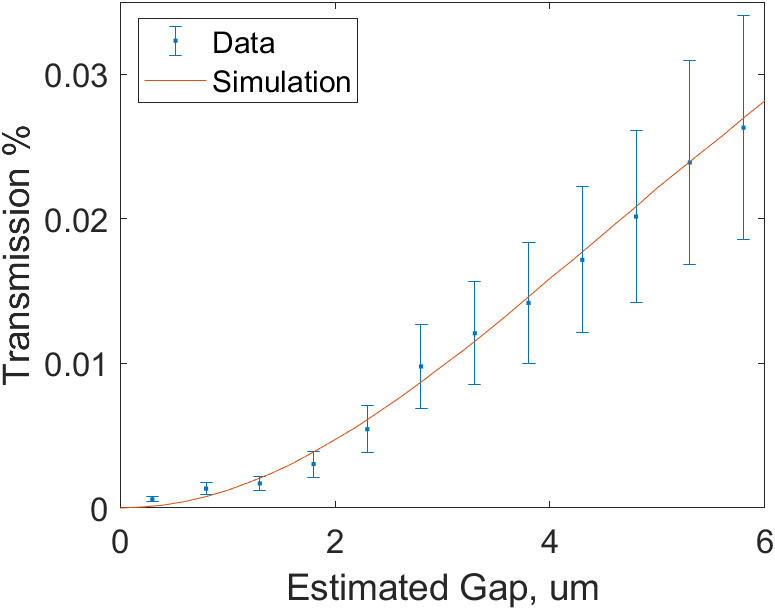 Data
Simulation
0.03
0.02
0.01
0
Transmission %
0
2
4
6
Estimated Gap, um